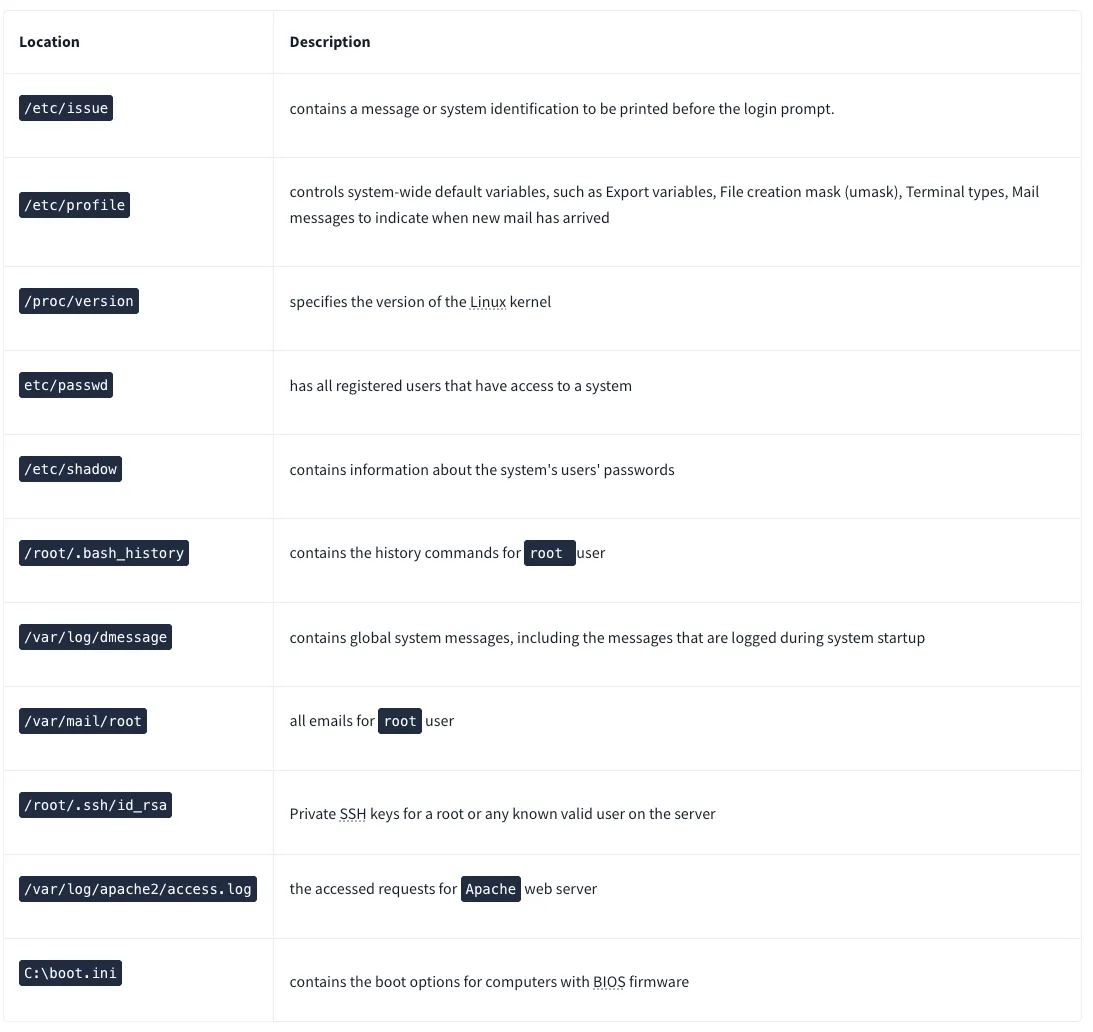 Location Description
/etc/issue contains a message or system identification to be printed before the login prompt.
/etc/profile controls system-wide default variables, such as Export variables, File creation mask (umask), Terminal types, Mail
messages to indicate when new mail has arrived
/proc/version specifies the version of the Linux kernel
etc/passwd has all registered users that have access to a system
/etc/shadow contains information about the system's users' passwords
/root/.bash_history contains the history commands for root user
/var/log/dmessage contains global system messages, including the messages that are logged during system startup
/var/mail/root all emails for root user
/root/.ssh/id_rsa Private SSH keys for a root or any known valid user on the server
/var/log/apache2/access.log the accessed requests for Apache web server
C:\boot.ini contains the boot options for computers with BIOS firmware